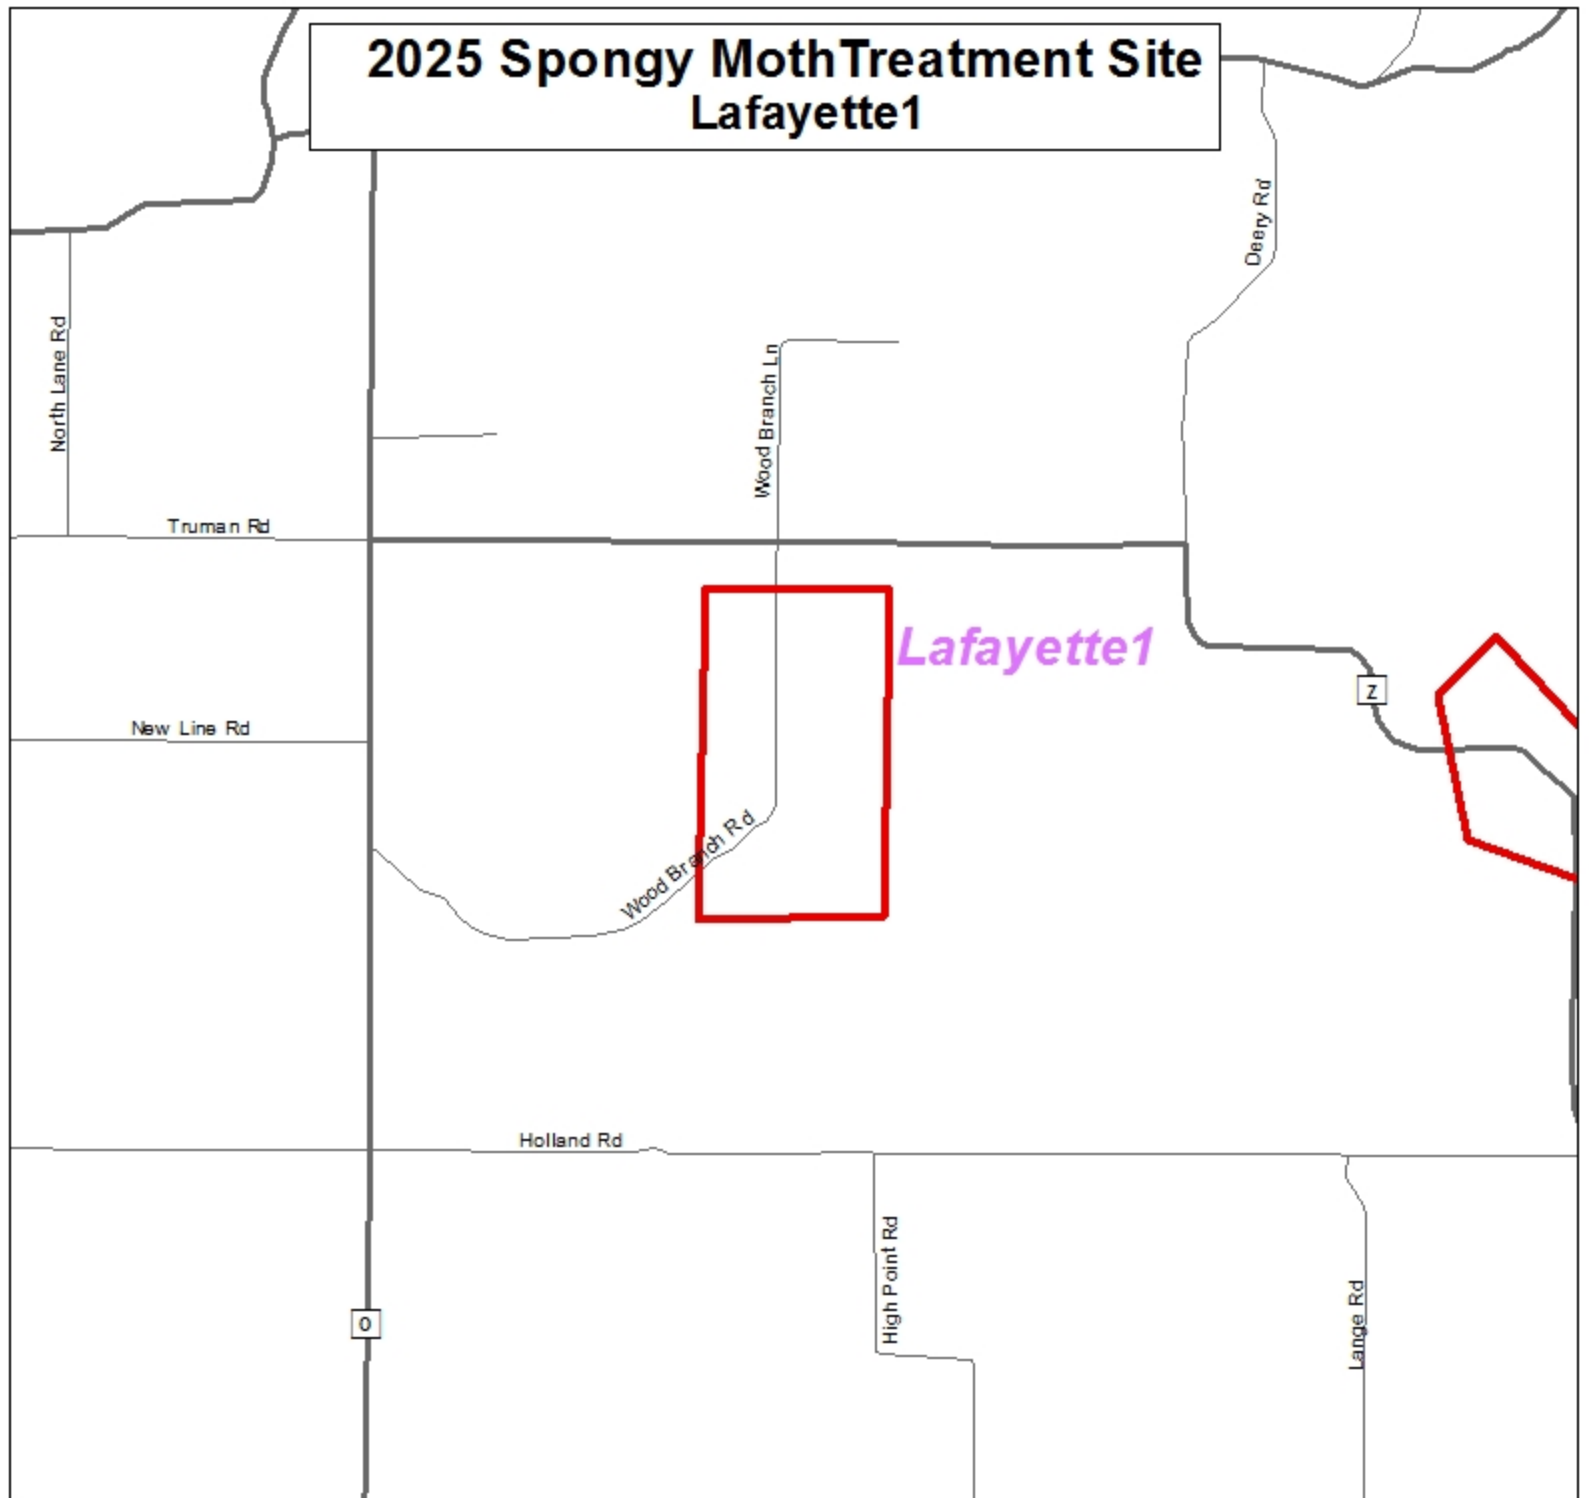 2025 Spongy MothTreatment Site
Lafayette1
Deery Rd
North Lane Rd
Wood Branch Ln
Truman Rd
Lafayette1
Z
New Line Rd
Wood Branch Rd
Holland Rd
High Point Rd
Lange Rd
O